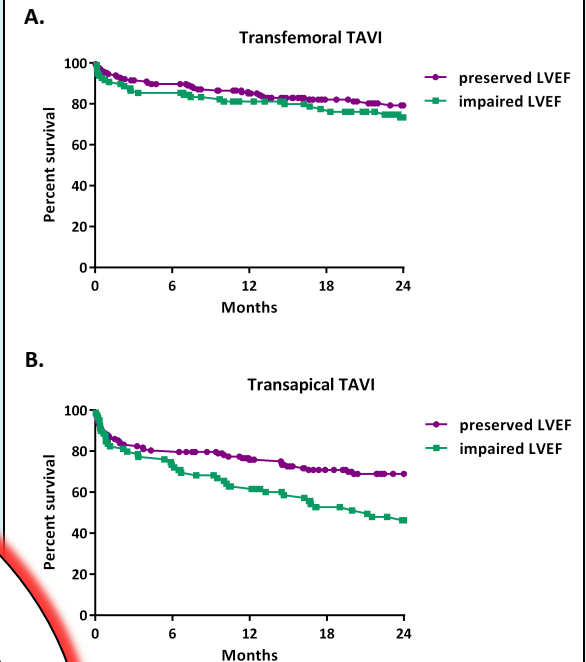 A.
Transfemoral TAVI
100
80
60
40
20
0
Percent survival
0 6 12 18 24
Months
preserved LVEF
impaired LVEF
B.
Transapical TAVI
100
80
60
40
20
0
Percent survival
0 6 12 18 24
Months
preserved LVEF
impaired LVEF